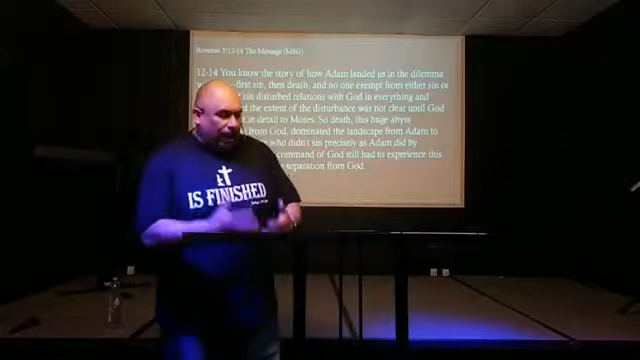 Romans 5:12-14 The Message (MSG)
12-14 You know the story of how Adam landed us in the dilemma
first sin, then death, and no one exempt from either sin or
sin disturbed relations with God in everything and
the extent of the disturbance was not clear until God
in detail to Moses. So death, this huge abyss
from God, dominated the landscape from Adam to
who didn't sin precisely as Adam did by
command of God still had to experience this
separation from God.
IS FINISHED